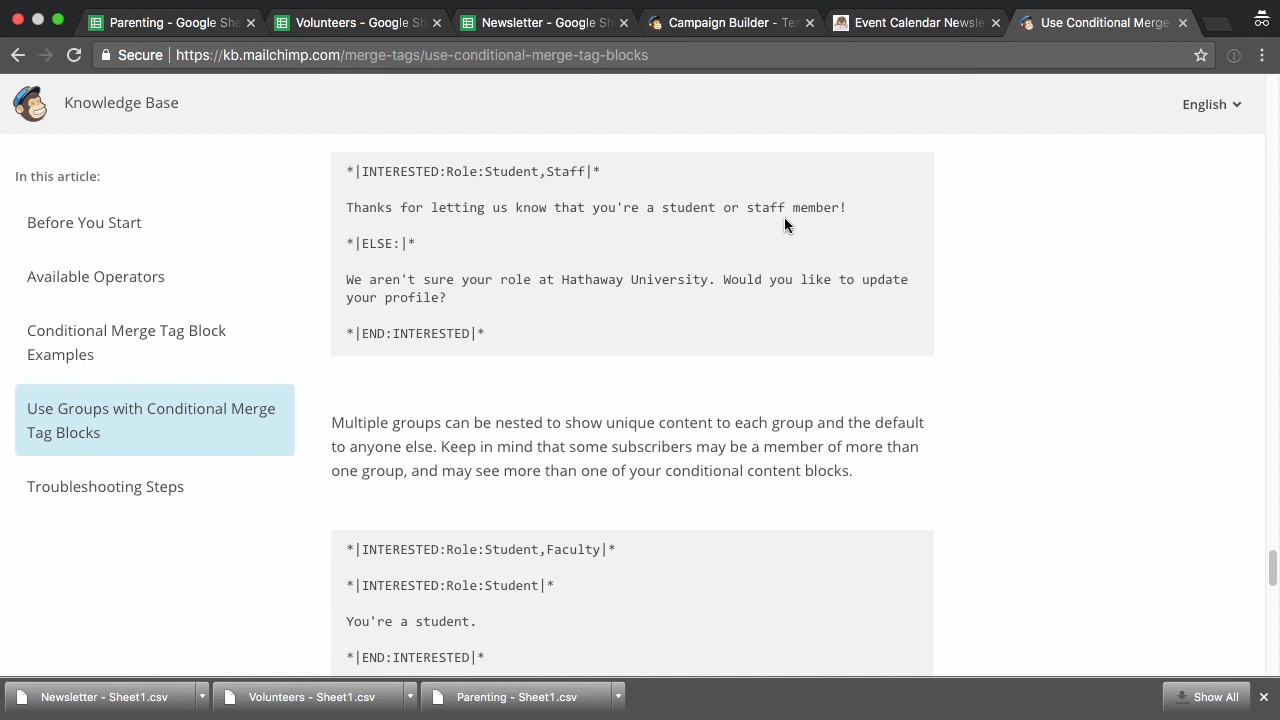 Parenting - Google She
Volunteers - Google Sh
Newsletter - Google Sh
Campaign Builder - Te
Event Calendar Newsle
Use Conditional Merge
Secure
https://kb.mailchimp.com/merge-tags/use-conditional-merge-tag-blocks
Knowledge Base
English
In this article:
Before You Start
Available Operators
Conditional Merge Tag Block
Examples
Use Groups with Conditional Merge
Tag Blocks
Troubleshooting Steps
*|INTERESTED:Role:Student,Staff|*
Thanks for letting us know that you're a student or staff member!
*|ELSE:|*
We aren't sure your role at Hathaway University. Would you like to update
your profile?
*|END:INTERESTED|*
Multiple groups can be nested to show unique content to each group and the default
to anyone else. Keep in mind that some subscribers may be a member of more than
one group, and may see more than one of your conditional content blocks.
*|INTERESTED:Role:Student,Faculty|*
*|INTERESTED:Role:Student|*
You're a student.
*|END:INTERESTED|*
Newsletter - Sheet1.csv
Volunteers - Sheet1.csv
Parenting - Sheet1.csv
Show All